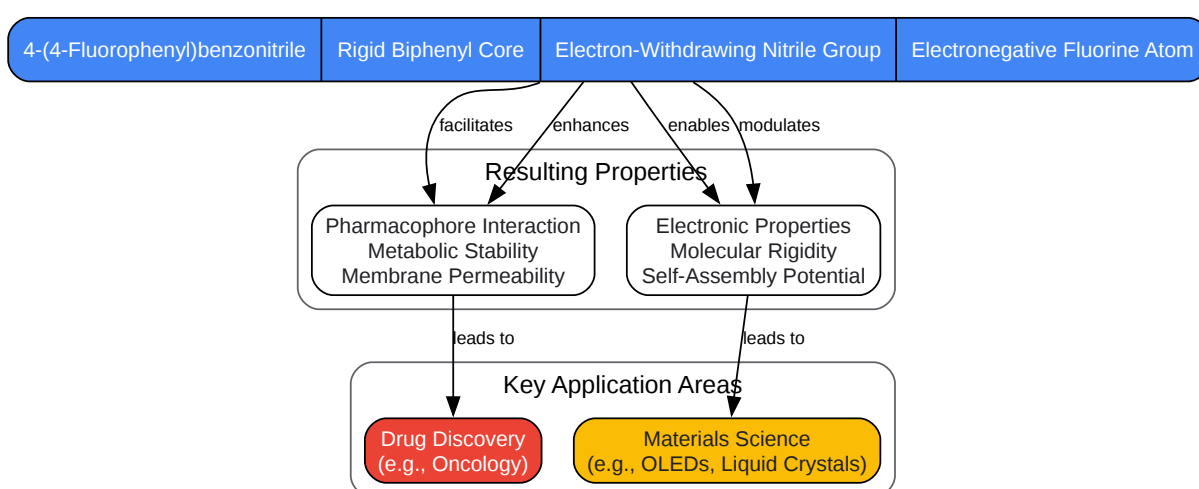 4-(4-Fluorophenyl)benzonitrile
Rigid Biphenyl Core
Electron-Withdrawing Nitrile Group
Electronegative Fluorine Atom
facilitates
enhances
enables
modulates
Resulting Properties
Pharmacophore Interaction
Metabolic Stability
Membrane Permeability
Electronic Properties
Molecular Rigidity
Self-Assembly Potential
leads to
leads to
Key Application Areas
Drug Discovery
(e.g., Oncology)
Materials Science
(e.g., OLEDs, Liquid Crystals)